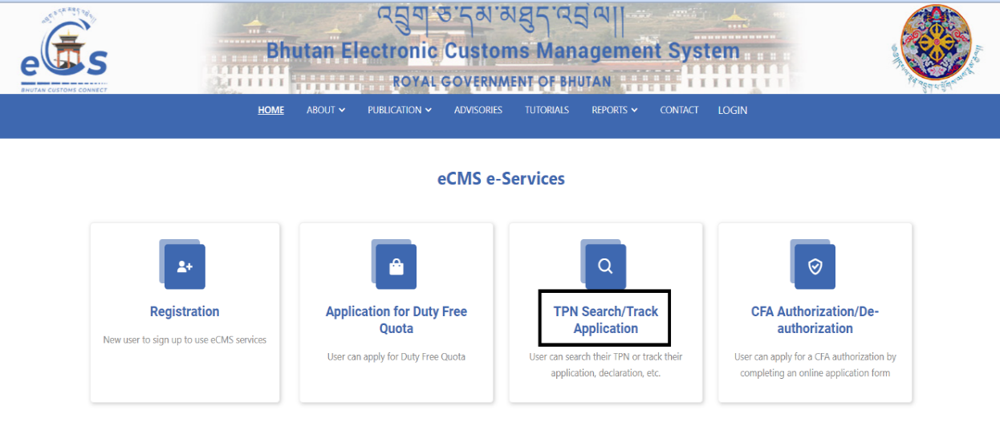 འབྲུག་ཅ་དམ་མཐུད་འབྲེལ།།
Bhutan Electronic Customs Management System
ROYAL GOVERNMENT OF BHUTAN
eCMS
BHUTAN CUSTOMS CONNECT
HOME ABOUT PUBLICATION ADVISORIES TUTORIALS REPORTS CONTACT LOGIN
eCMS e-Services
Registration
New user to sign up to use eCMS services
Application for Duty Free
Quota
User can apply for Duty Free Quota
TPN Search/Track
Application
User can search their TPN or track their
application, declaration, etc.
CFA Authorization/De-
authorization
User can apply for a CFA authorization by
completing an online application form